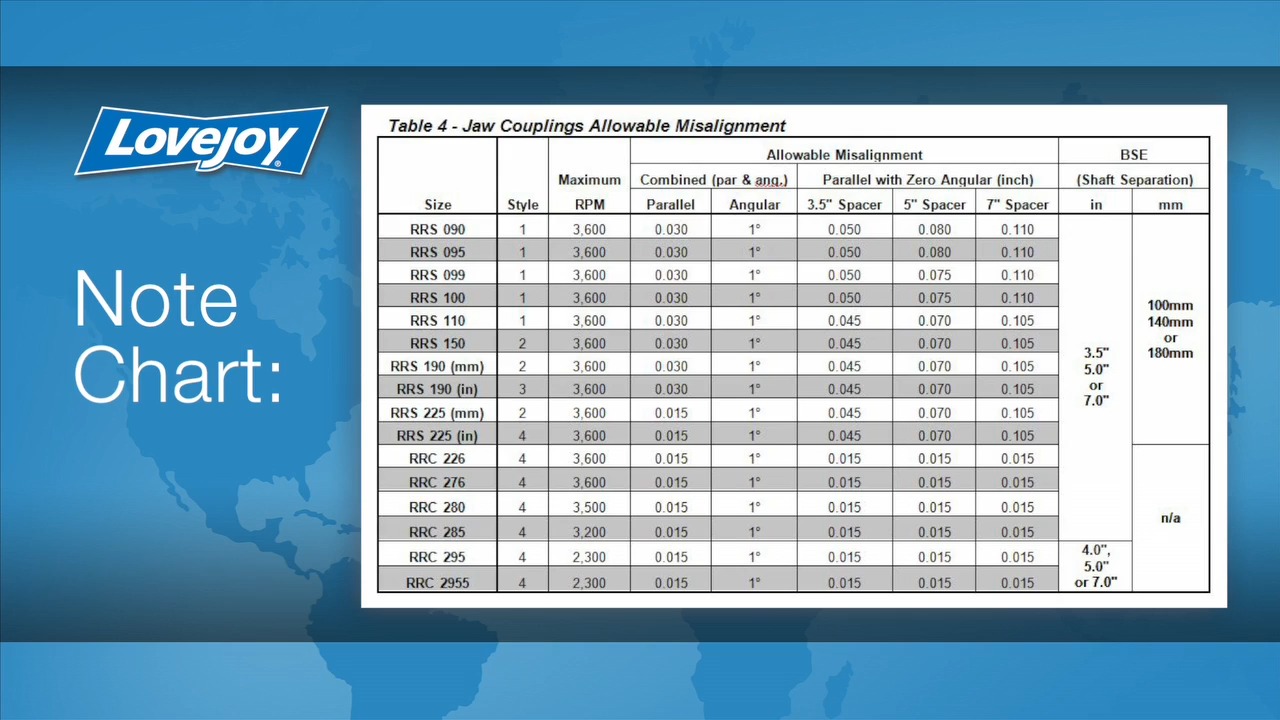 Lovejoy®
Note
Chart:
Table 4 - Jaw Couplings Allowable Misalignment
Allowable Misalignment BSE
Maximum Combined (par & ang.) Parallel with Zero Angular (inch) (Shaft Separation)
Size Style RPM Parallel Angular 3.5" Spacer 5" Spacer 7" Spacer in mm
RRS 090 1 3,600 0.030 1° 0.050 0.080 0.110
RRS 095 1 3,600 0.030 1° 0.050 0.080 0.110
RRS 099 1 3,600 0.030 1° 0.050 0.075 0.110
RRS 100 1 3,600 0.030 1° 0.050 0.075 0.110
RRS 110 1 3,600 0.030 1° 0.045 0.070 0.105
RRS 150 2 3,600 0.030 1° 0.045 0.070 0.105
RRS 190 (mm) 2 3,600 0.030 1° 0.045 0.070 0.105
RRS 190 (in) 3 3,600 0.030 1° 0.045 0.070 0.105
RRS 225 (mm) 2 3,600 0.015 1° 0.045 0.070 0.105
RRS 225 (in) 4 3,600 0.015 1° 0.045 0.070 0.105
RRC 226 4 3,600 0.015 1° 0.015 0.015 0.015
RRC 276 4 3,600 0.015 1° 0.015 0.015 0.015
RRC 280 4 3,500 0.015 1° 0.015 0.015 0.015
RRC 285 4 3,200 0.015 1° 0.015 0.015 0.015
RRC 295 4 2,300 0.015 1° 0.015 0.015 0.015
RRC 2955 4 2,300 0.015 1° 0.015 0.015 0.015
3.5"
5.0"
or
7.0"
4.0",
5.0"
or 7.0"
100mm
140mm
or
180mm
n/a